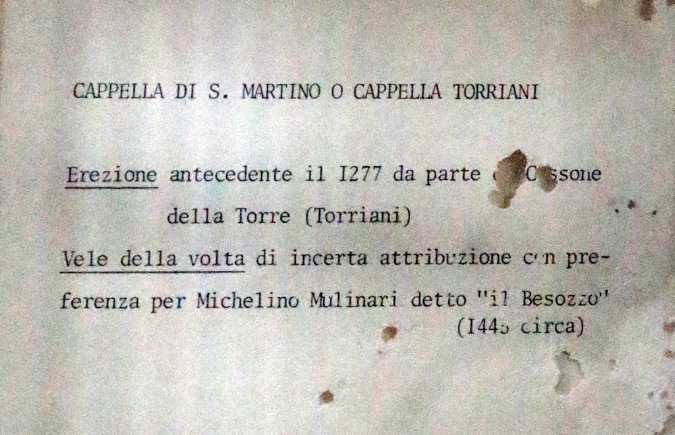 CAPPELLA DI S. MARTINO O CAPPELLA TORRIANI
Erezione antecedente il I277 da parte
della Torre (Torriani)
Vele della volta di incerta attribuzione con pre-
ferenza per Michelino Mulinari detto "il Besozzo"
circa)